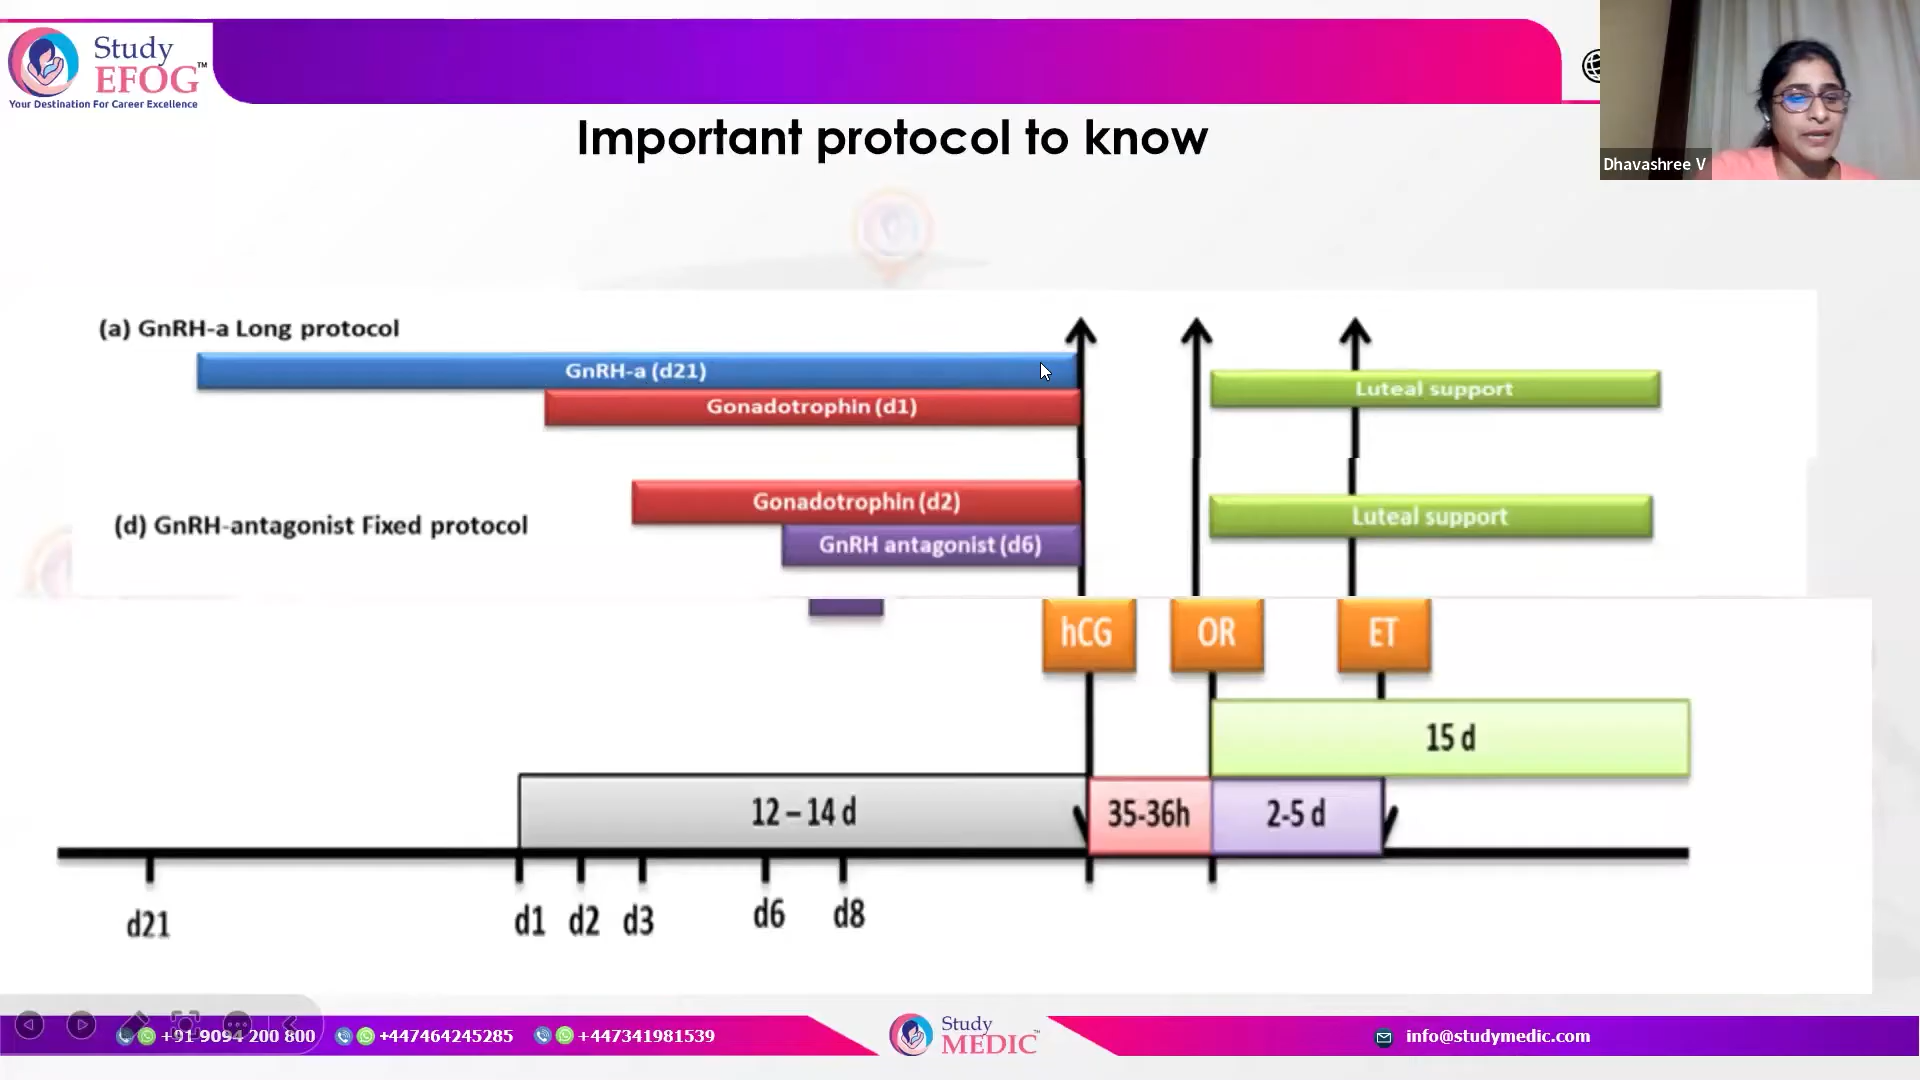 Study
EFOG™
Your Destination For Career Excellence
Dhavashree V
Important protocol to know
(a) GnRH-a Long protocol
GnRH-a (d21)
Gonadotrophin (d1)
Luteal support
(d) GnRH-antagonist Fixed protocol
Gonadotrophin (d2)
GnRH antagonist (d6)
Luteal support
hCG OR ET
15 d
12 – 14 d 35-36h 2-5 d
d21 d1 d2 d3 d6 d8
+91 9094 200 800 +447464245285 +447341981539
Study
MEDIC™
info@studymedic.com